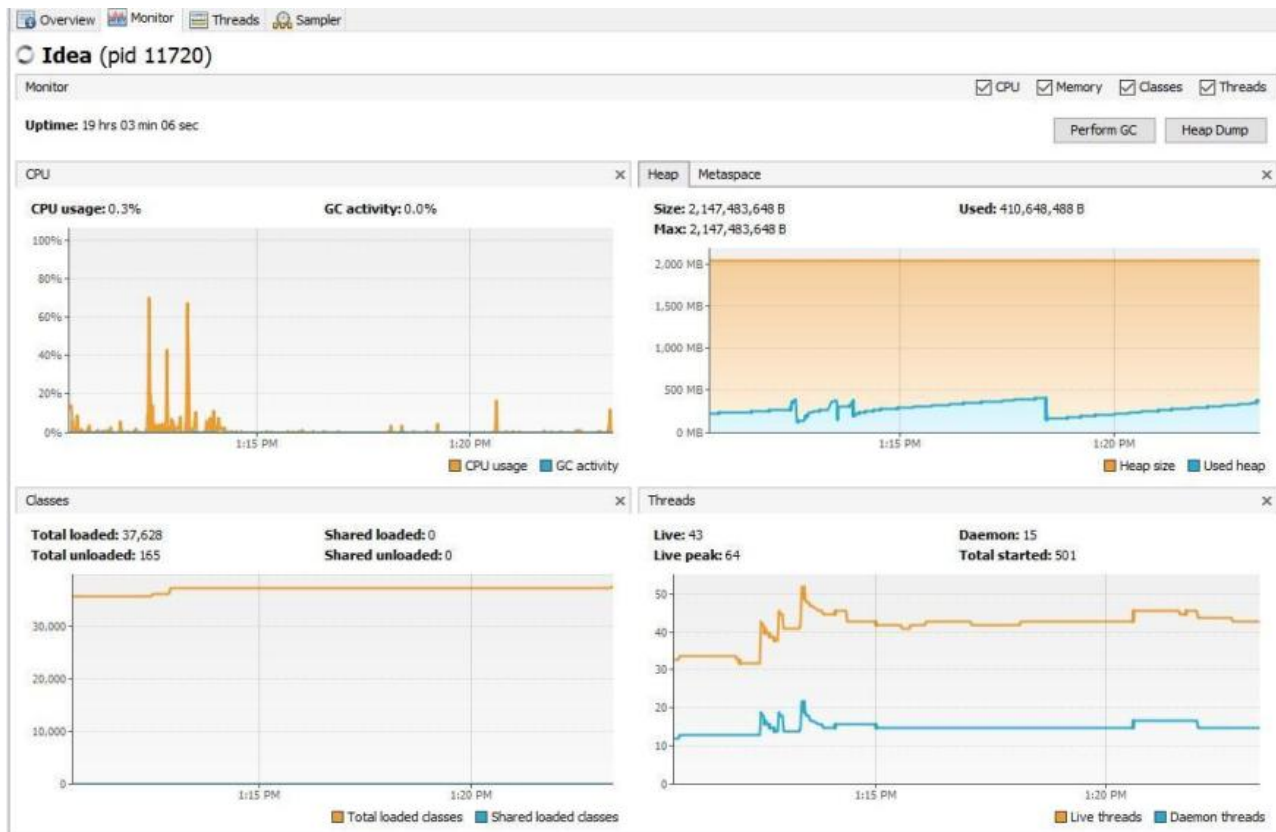 Overview Monitor Threads Sampler
Idea (pid 11720)
Monitor
CPU Memory Classes Threads
Uptime: 19 hrs 03 min 06 sec
Perform GC Heap Dump
CPU
CPU usage: 0.3% GC activity: 0.0%
100%
80%
60%
40%
20%
0%
1:15 PM 1:20 PM
CPU usage GC activity
Heap Metaspace
Size: 2,147,483,648 B Used: 410,648,488 B
Max: 2,147,483,648 B
2,000 MB
1,500 MB
1,000 MB
500 MB
0 MB
1:15 PM 1:20 PM
Heap size Used heap
Classes
Total loaded: 37,628 Shared loaded: 0
Total unloaded: 165 Shared unloaded: 0
30,000
20,000
10,000
0
1:15 PM 1:20 PM
Total loaded classes Shared loaded classes
Threads
Live: 43 Daemon: 15
Live peak: 64 Total started: 501
50
40
30
20
10
0
1:15 PM 1:20 PM
Live threads Daemon threads